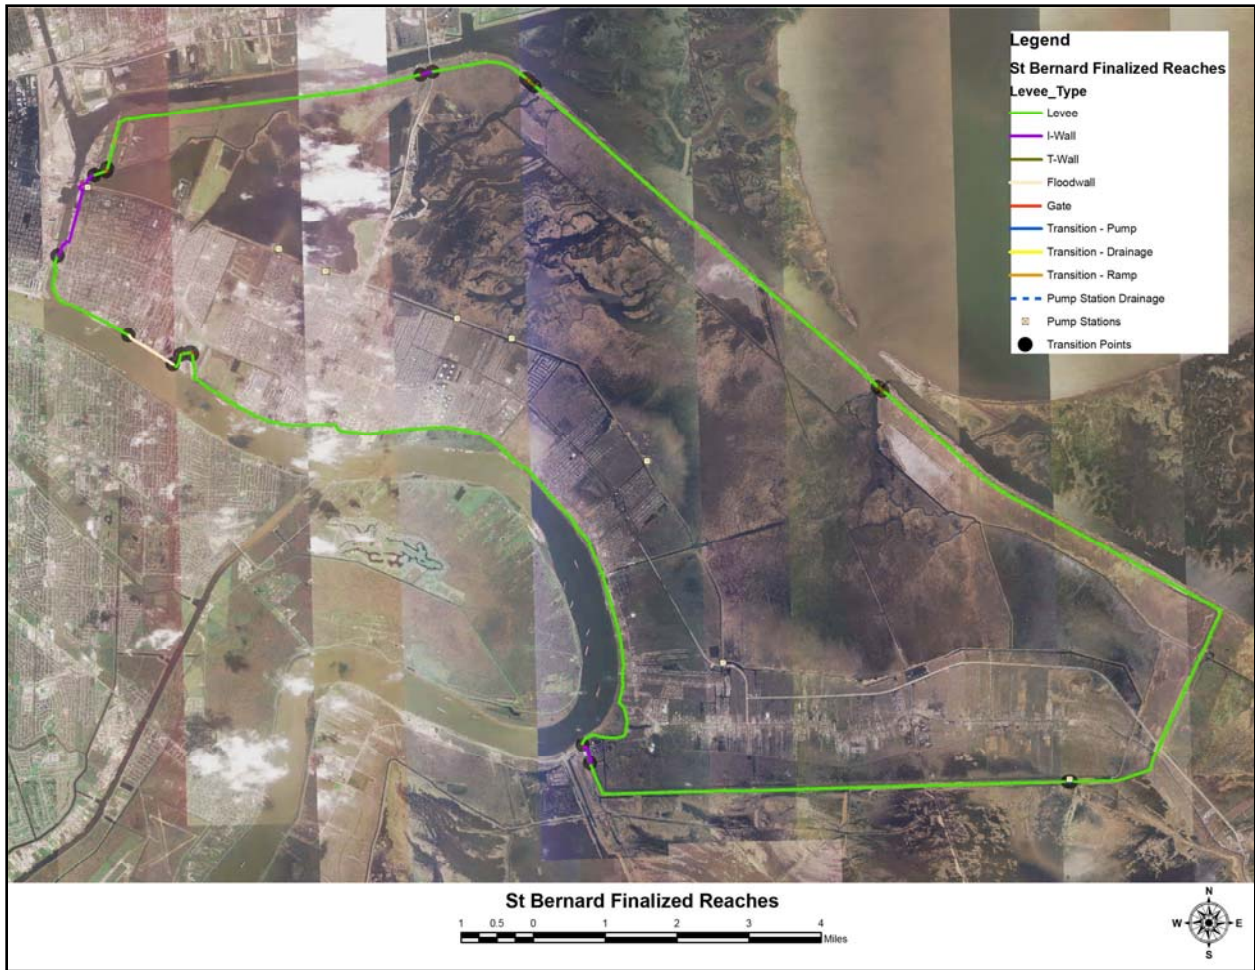 Legend
St Bernard Finalized Reaches
Levee_Type
Levee
I-Wall
T-Wall
Floodwall
Gate
Transition - Pump
Transition - Drainage
Transition - Ramp
Pump Station Drainage
Pump Stations
Transition Points
St Bernard Finalized Reaches
1 0.5 0 1 2 3 4
Miles
N
W E
S